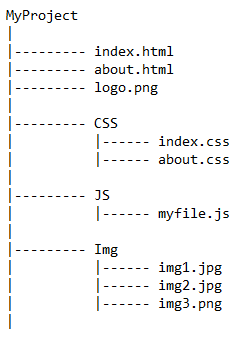 MyProject
index.html
about.html
logo.png
CSS
index.css
about.css
JS
myfile.js
Img
img1.jpg
img2.jpg
img3.png